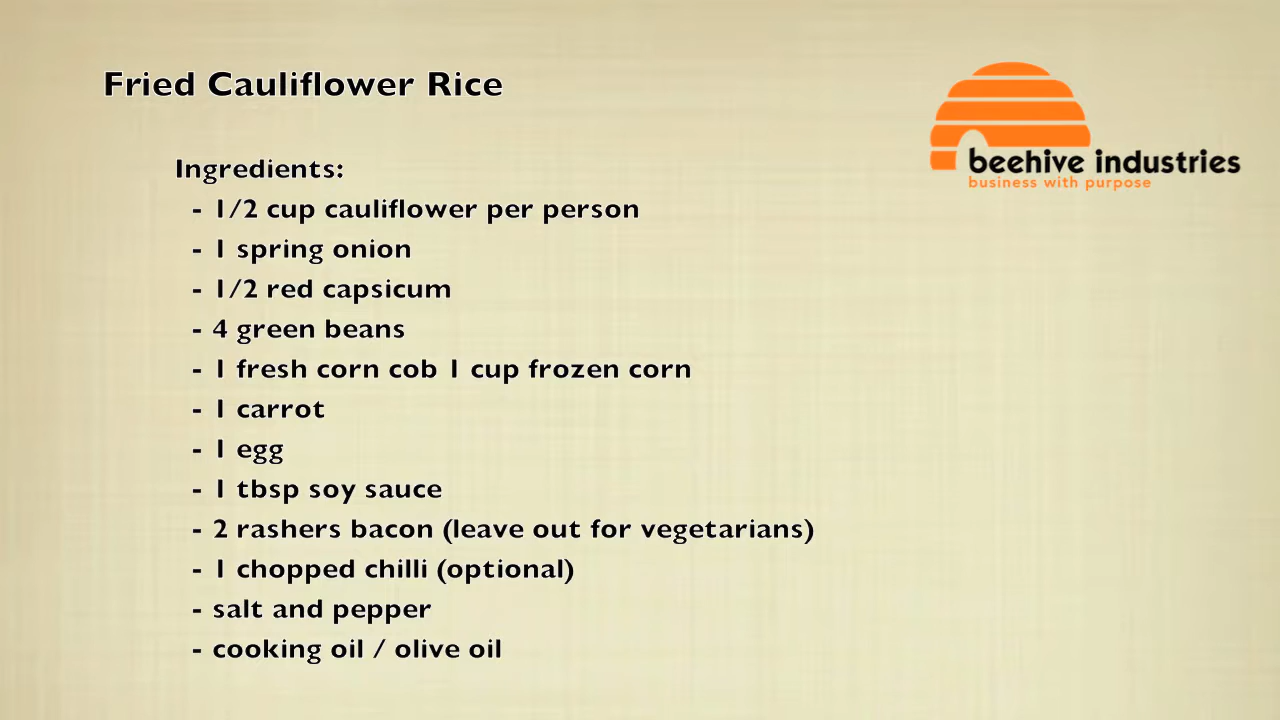 Fried Cauliflower Rice
beehive industries
business with purpose
Ingredients:
- 1/2 cup cauliflower per person
- 1 spring onion
- 1/2 red capsicum
- 4 green beans
- 1 fresh corn cob 1 cup frozen corn
- 1 carrot
- 1 egg
- 1 tbsp soy sauce
- 2 rashers bacon (leave out for vegetarians)
- 1 chopped chilli (optional)
- salt and pepper
- cooking oil / olive oil